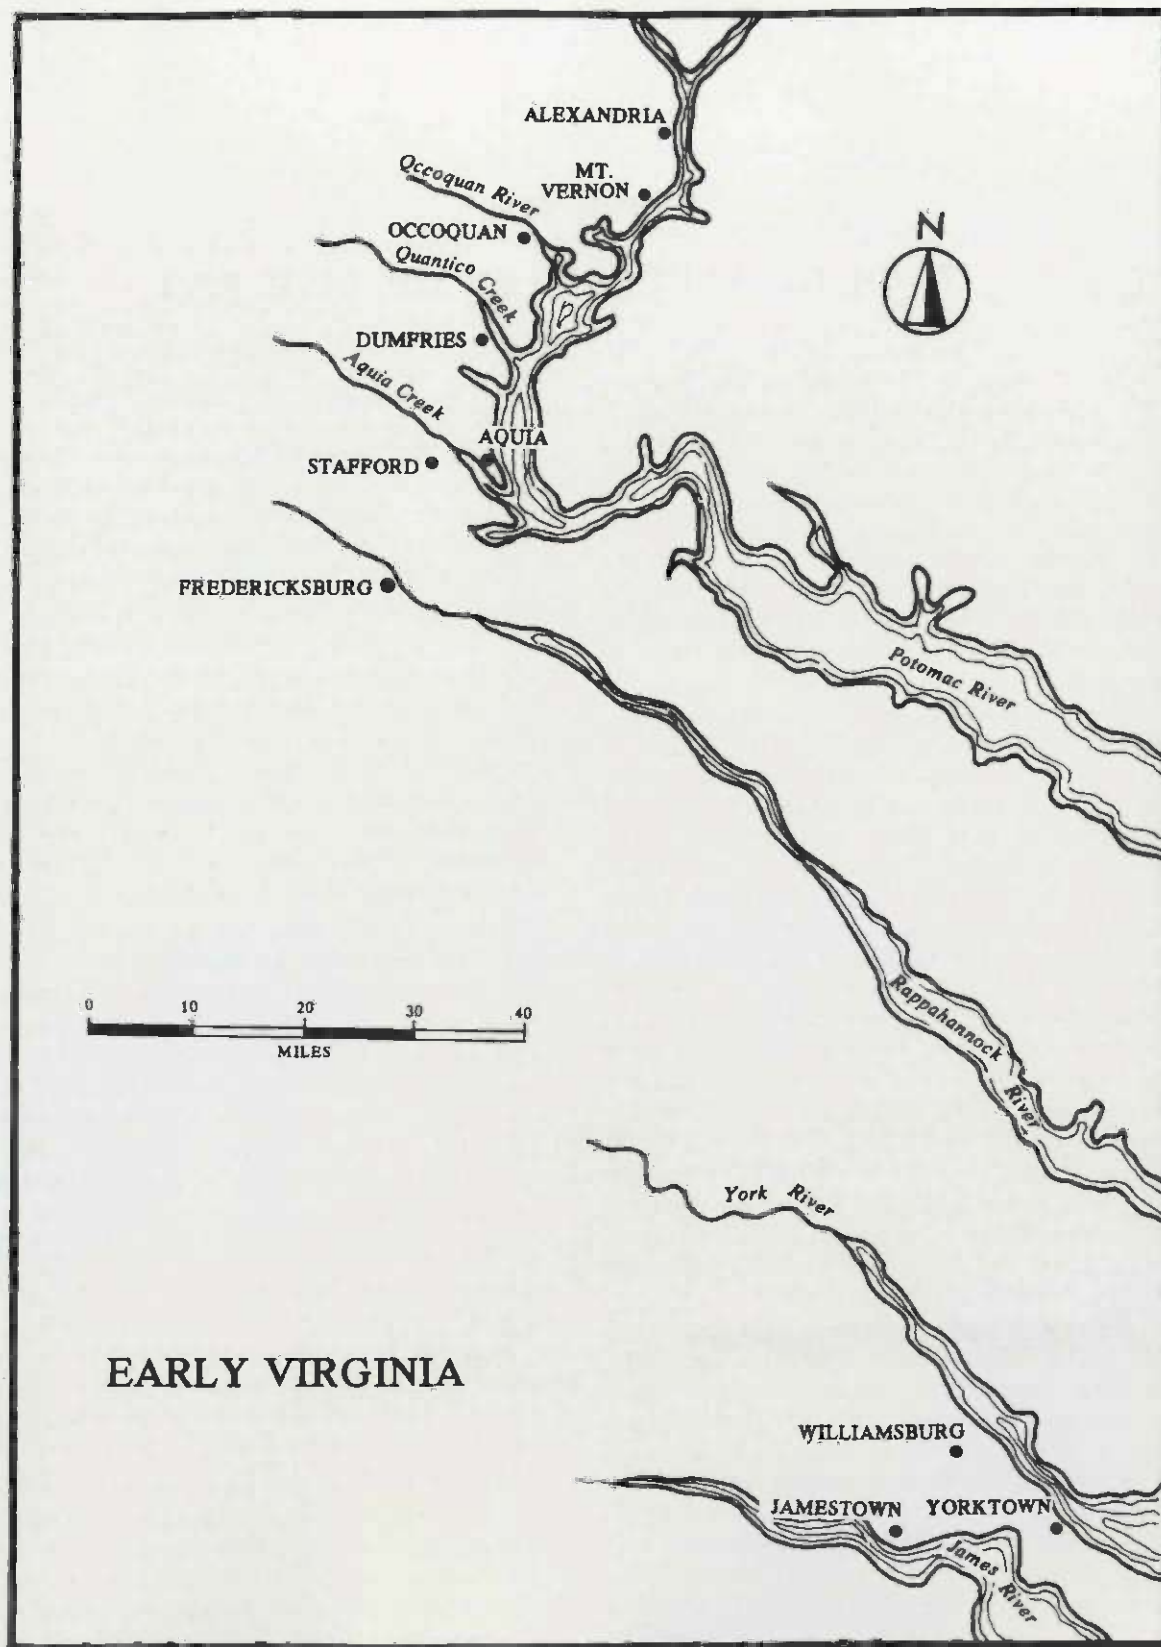 ALEXANDRIA
MT.
VERNON
Occoquan River
OCCOQUAN
N
Quantico Creek
DUMFRIES
Aquia Creek
AQUIA
STAFFORD
FREDERICKSBURG
Potomac River
Rappahannock River
0 10 20 30 40
MILES
York River
EARLY VIRGINIA
WILLIAMSBURG
JAMESTOWN
YORKTOWN
James River